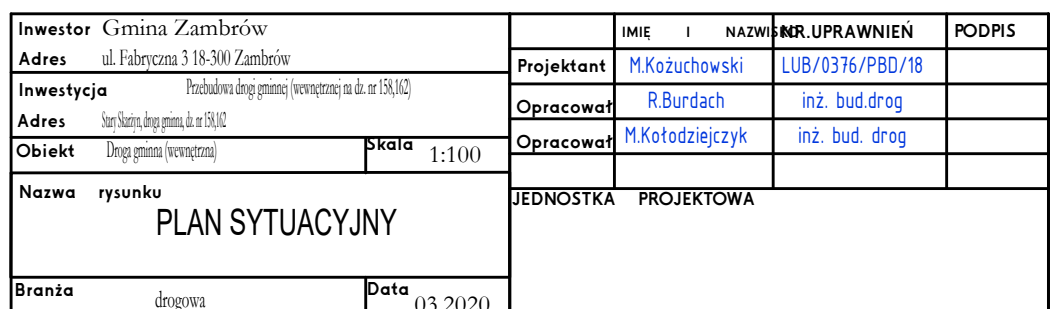 Inwestor Gmina Zambrów
Adres ul. Fabryczna 3 18-300 Zambrów
Inwestycja Przebudowa drogi gminnej (wewnętrznej na dz. nr 158,162)
Adres Stary Skarżyn, droga gminna, dz. nr 158,162
Obiekt Droga gminna (wewnętrzna) Skala 1:100
Nazwa rysunku
PLAN SYTUACYJNY
Branża drogowa Data 03.2020
IMIĘ I NAZWISKO NR.UPRAWNIEŃ PODPIS
Projektant M.Kożuchowski LUB/0376/PBD/18
Opracował R.Burdach inż. bud.drog
Opracował M.Kołodziejczyk inż. bud. drog
JEDNOSTKA PROJEKTOWA